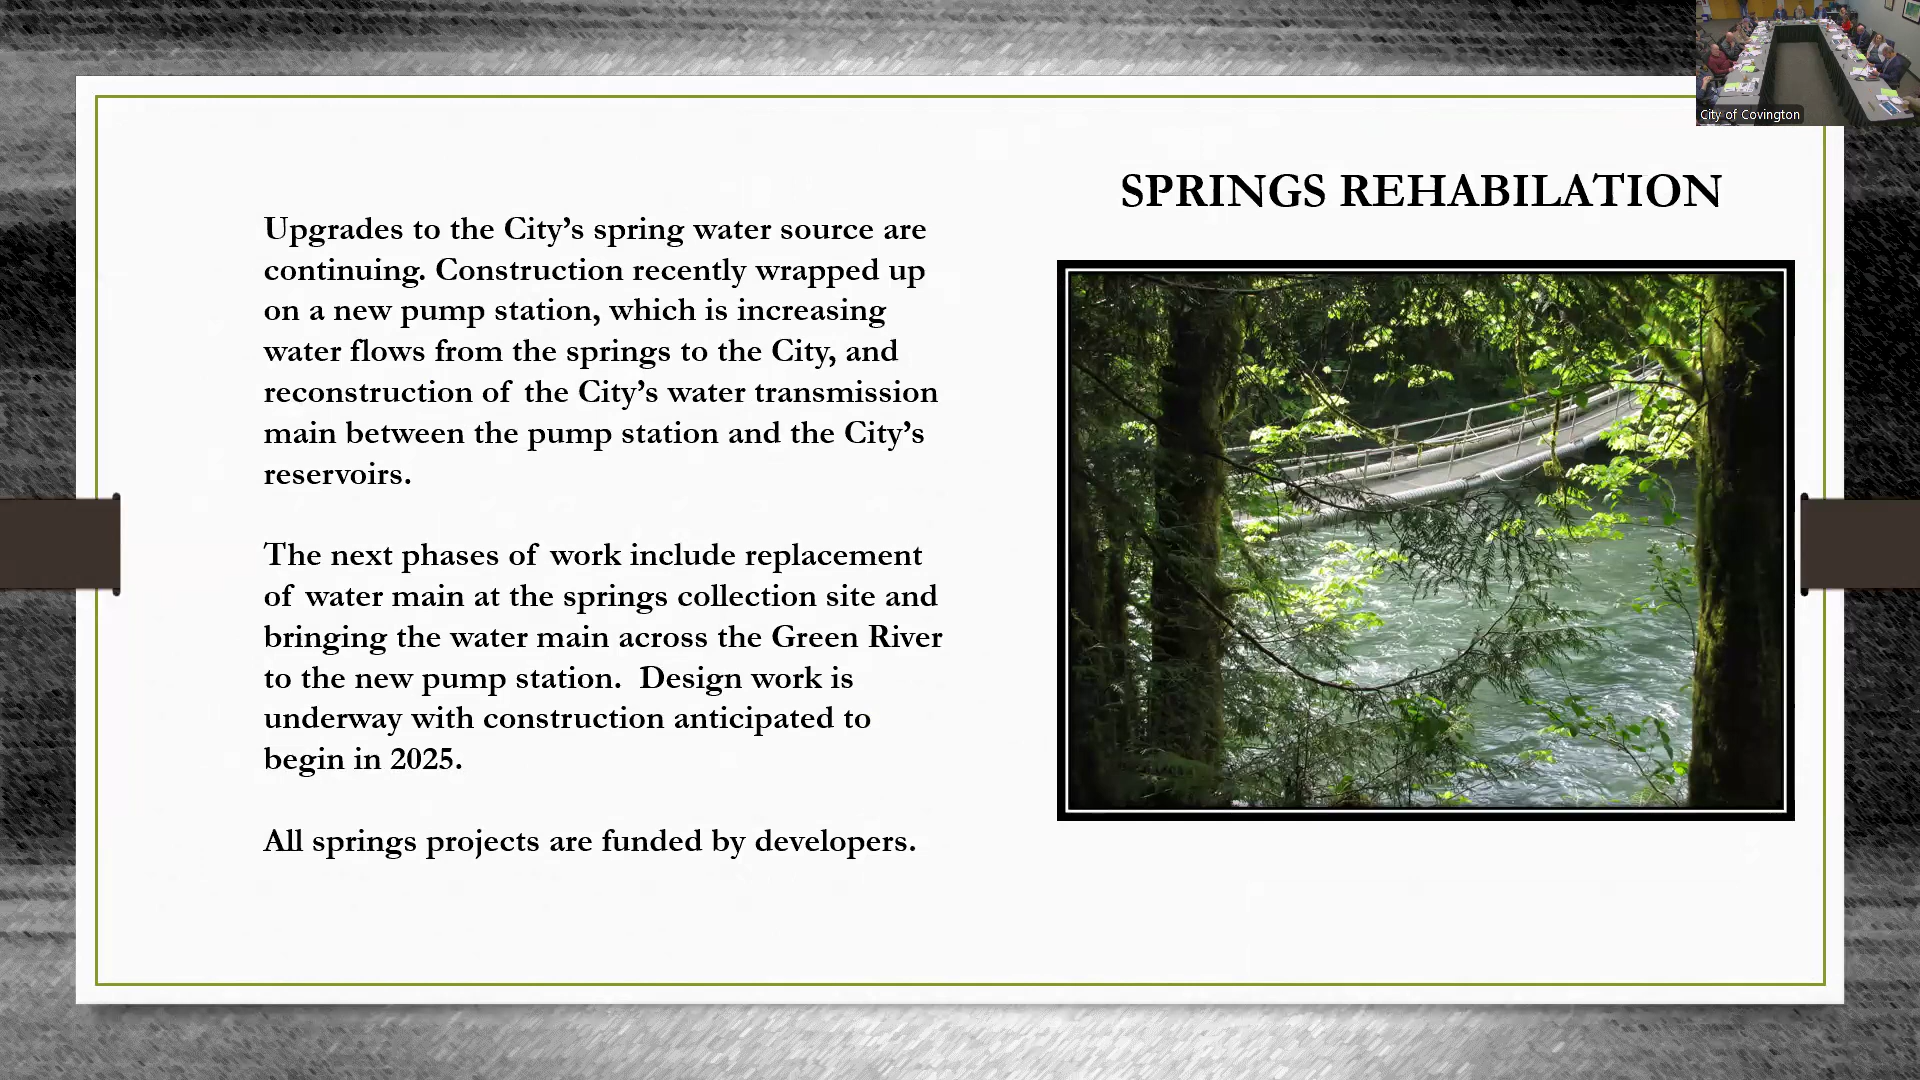 City of Covington
SPRINGS REHABILATION
Upgrades to the City’s spring water source are
continuing. Construction recently wrapped up
on a new pump station, which is increasing
water flows from the springs to the City, and
reconstruction of the City’s water transmission
main between the pump station and the City’s
reservoirs.
The next phases of work include replacement
of water main at the springs collection site and
bringing the water main across the Green River
to the new pump station. Design work is
underway with construction anticipated to
begin in 2025.
All springs projects are funded by developers.